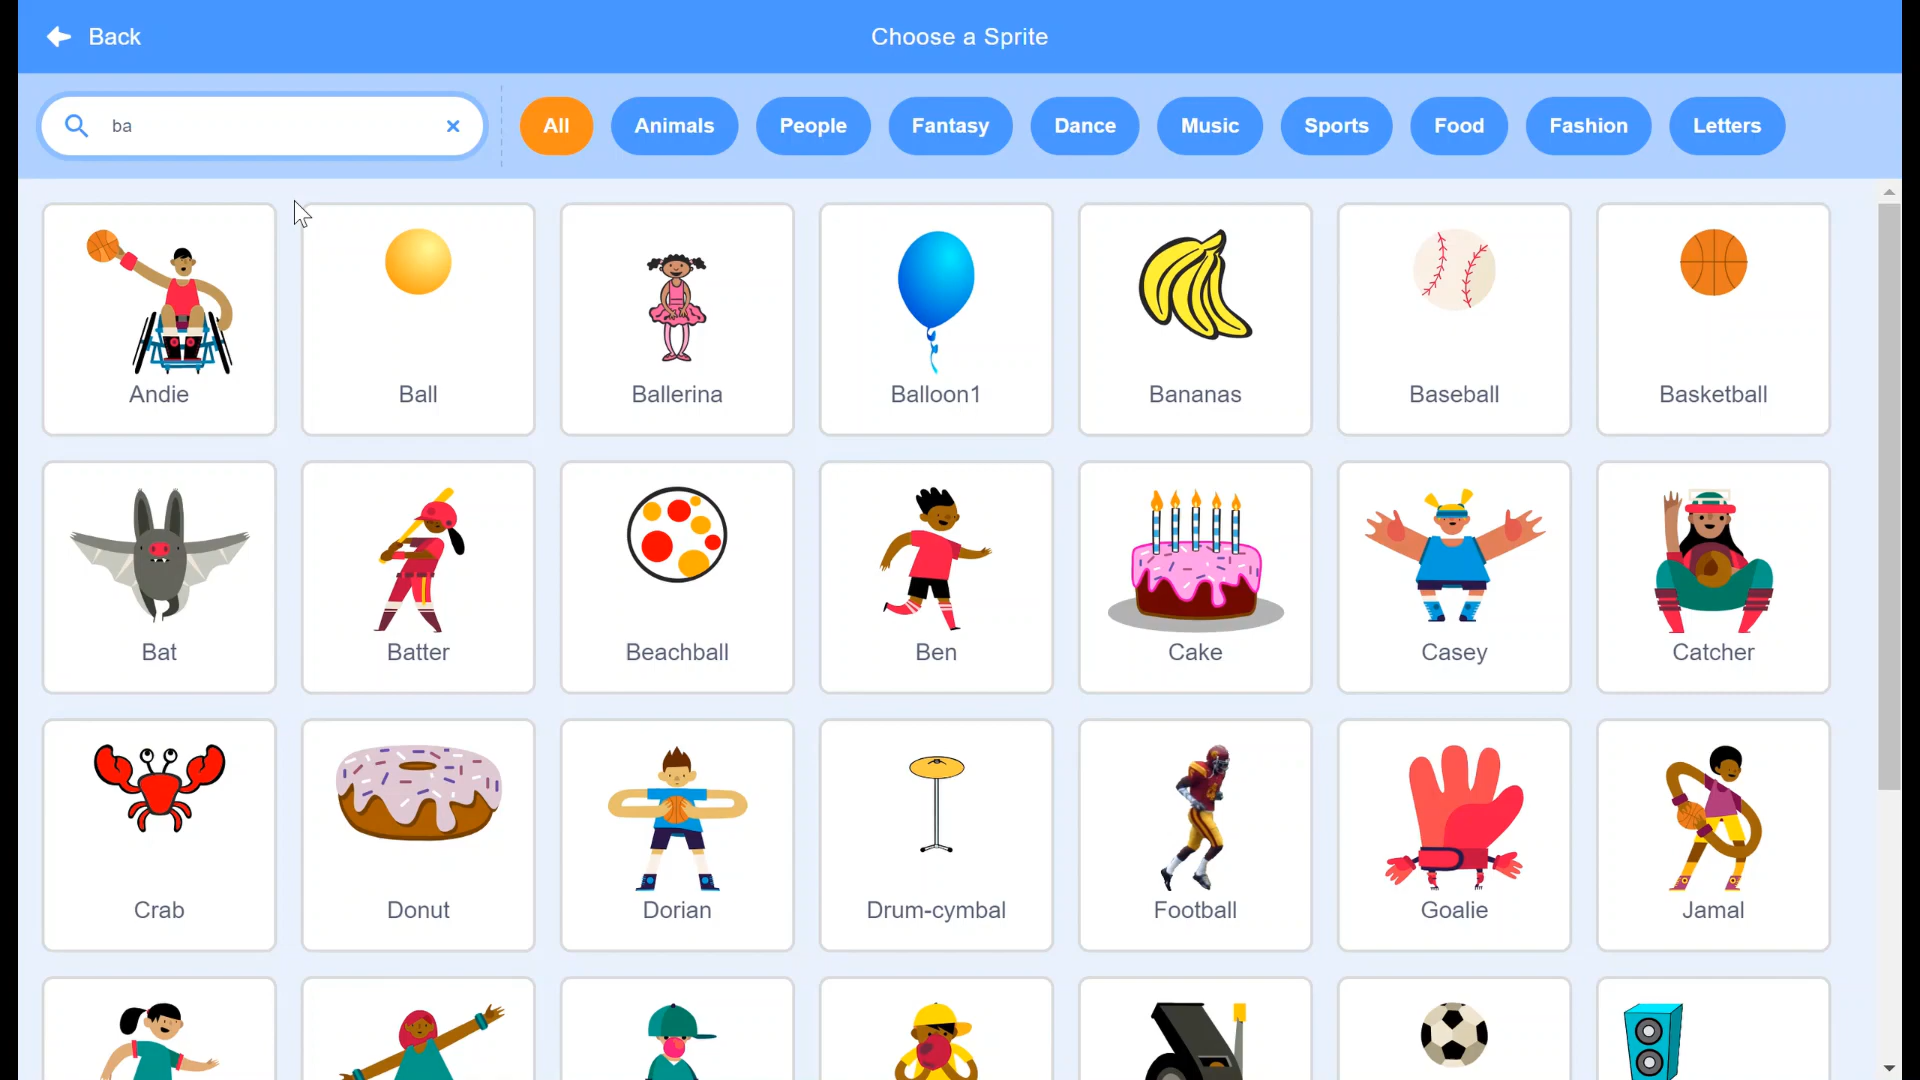 Back
Choose a Sprite
ba
All
Animals
People
Fantasy
Dance
Music
Sports
Food
Fashion
Letters
Andie
Ball
Ballerina
Balloon1
Bananas
Baseball
Basketball
Bat
Batter
Beachball
Ben
Cake
Casey
Catcher
Crab
Donut
Dorian
Drum-cymbal
Football
Goalie
Jamal